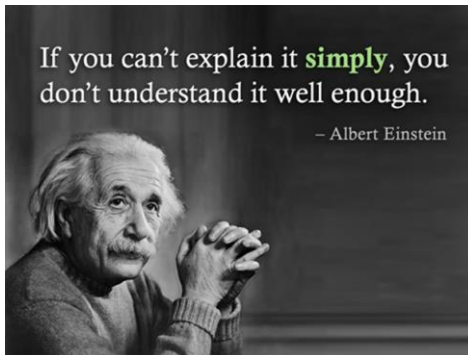 If you can’t explain it simply, you
don’t understand it well enough.
– Albert Einstein